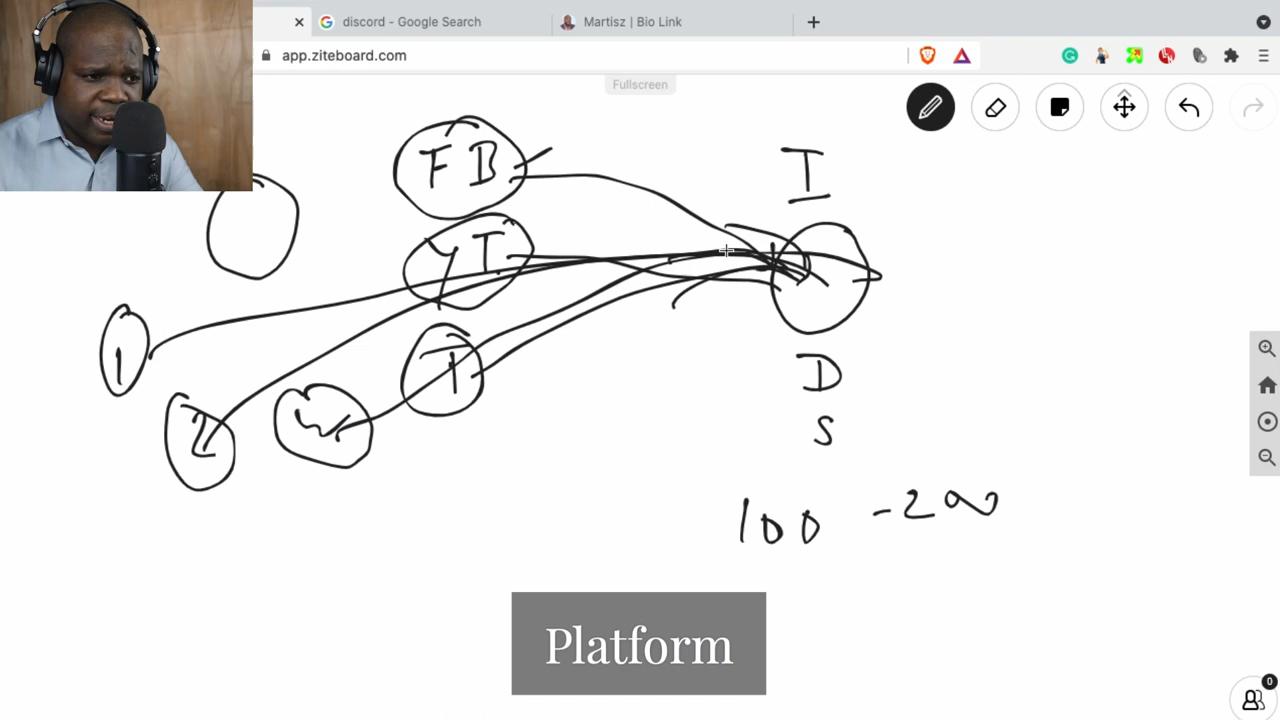 discord - Google Search
Martisz | Bio Link
app.ziteboard.com
Fullscreen
FB
I
YT
1
T
2
W
D
S
100 - 200
Platform
0